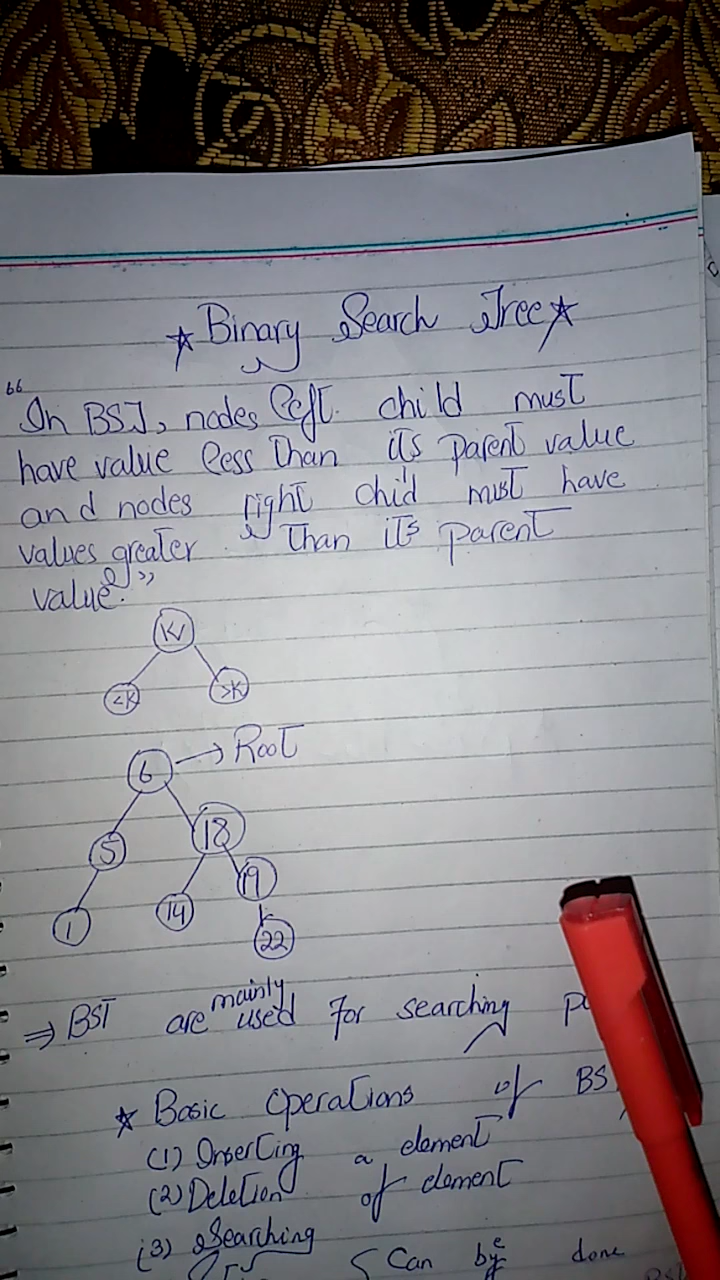 ★ Binary Search Tree ★
"In BST, nodes left child must
have value less than its parent value
and nodes right chid must have
values greater than its parent
value."
K
<K >K
6 → Root
5 18
1 14 19
22
⇒ BST are mainly used for searching
★ Basic Operations of BS
(1) Inserting a element
(2) Deletion of element
(3) Searching
Can be done